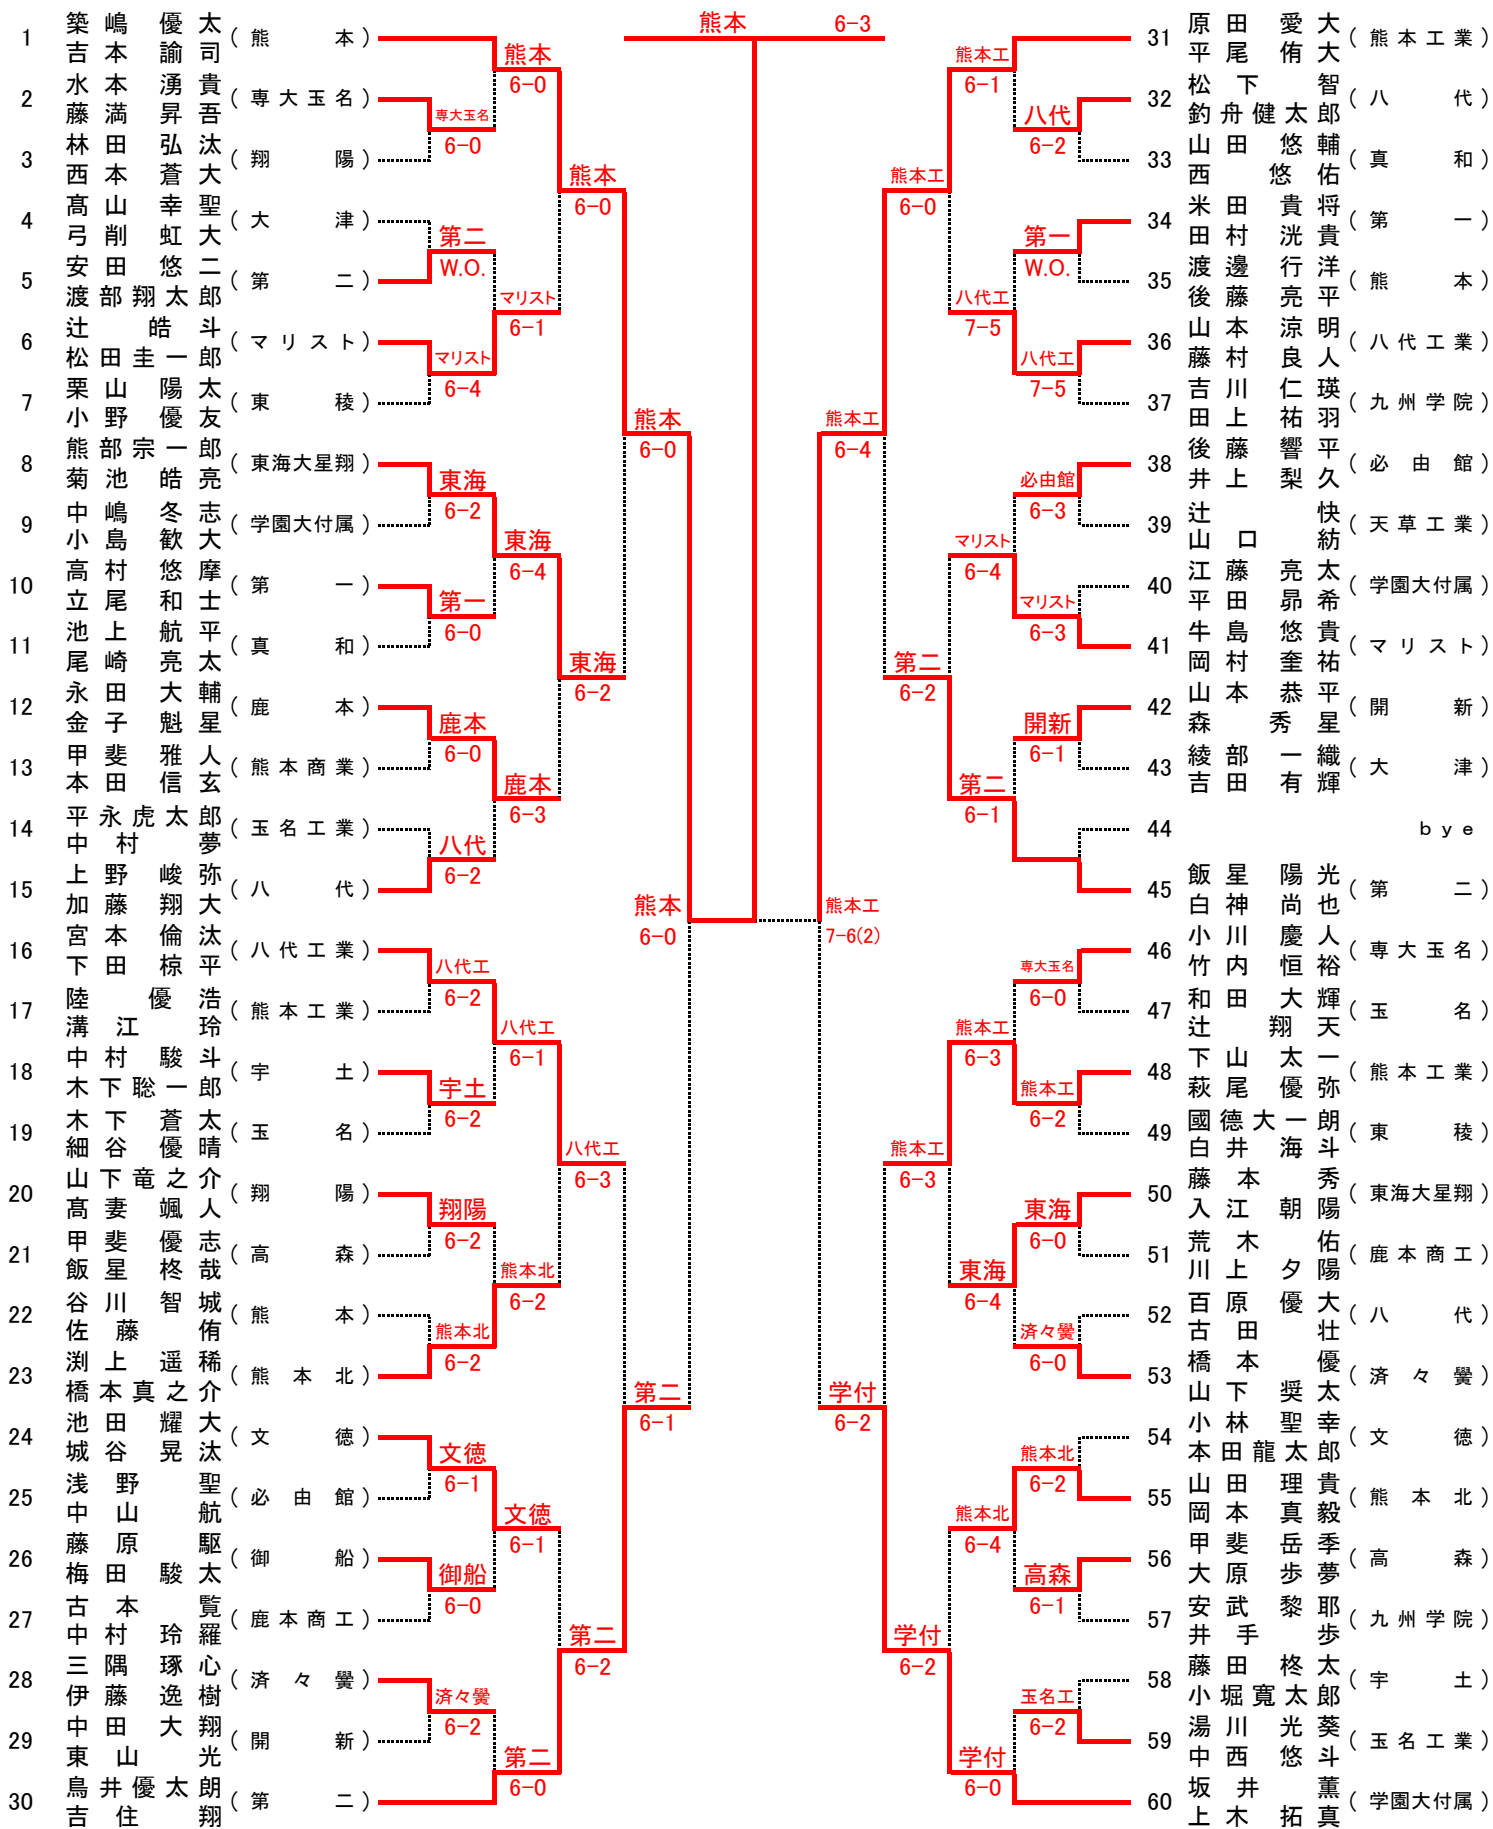 熊本 6-3
1 築嶋 優太 吉本 諭司 (熊本)
2 水本 湧貴 藤満 昇吾 (専大玉名)
3 林田 弘汰 西本 蒼大 (翔陽)
4 髙山 幸聖 弓削 虹大 (大津)
5 安田 悠二 渡部翔太郎 (第二)
6 辻 皓斗 松田圭一郎 (マリスト)
7 栗山 陽太 小野 優友 (東稜)
8 熊部宗一郎 菊池 皓亮 (東海大星翔)
9 中嶋 冬志 小島 歓大 (学園大付属)
10 高村 悠摩 立尾 和士 (第一)
11 池上 航平 尾崎 亮太 (真和)
12 永田 大輔 金子 魁星 (鹿本)
13 甲斐 雅人 本田 信玄 (熊本商業)
14 平永虎太郎 中村 夢 (玉名工業)
15 上野 峻弥 加藤 翔大 (八代)
16 宮本 倫汰 下田 椋平 (八代工業)
17 陸 優浩 溝江 玲 (熊本工業)
18 中村 駿斗 木下聡一郎 (宇土)
19 木下 蒼太 細谷 優晴 (玉名)
20 山下竜之介 髙妻 颯人 (翔陽)
21 甲斐 優志 飯星 柊哉 (高森)
22 谷川 智城 佐藤 侑 (熊本)
23 渕上 遥稀 橋本真之介 (熊本北)
24 池田 耀大 城谷 晃汰 (文徳)
25 浅野 聖 中山 航 (必由館)
26 藤原 駆 梅田 駿太 (御船)
27 古本 覧 中村 玲羅 (鹿本商工)
28 三隅 琢心 伊藤 逸樹 (済々黌)
29 中田 大翔 東山 光 (開新)
30 鳥井優太朗 吉住 翔 (第二)
熊本 6-0
専大玉名 6-0
熊本 6-0
第二 W.O.
マリスト 6-1
マリスト 6-4
熊本 6-0
東海 6-2
東海 6-4
第一 6-0
東海 6-2
鹿本 6-0
鹿本 6-3
八代 6-2
熊本 6-0
八代工 6-2
八代工 6-1
宇土 6-2
八代工 6-3
翔陽 6-2
熊本北 6-2
熊本北 6-2
第二 6-1
文徳 6-1
文徳 6-1
御船 6-0
第二 6-2
済々黌 6-2
第二 6-0
31 原田 愛大 平尾 侑大 (熊本工業)
32 松下 智 釣舟健太郎 (八代)
33 山田 悠輔 西 悠佑 (真和)
34 米田 貴将 田村 洸貴 (第一)
35 渡邊 行洋 後藤 亮平 (熊本)
36 山本 涼明 藤村 良人 (八代工業)
37 吉川 仁瑛 田上 祐羽 (九州学院)
38 後藤 響平 井上 梨久 (必由館)
39 辻 快 山口 紡 (天草工業)
40 江藤 亮太 平田 昴希 (学園大付属)
41 牛島 悠貴 岡村 奎祐 (マリスト)
42 山本 恭平 森 秀星 (開新)
43 綾部 一織 吉田 有輝 (大津)
44 bye
45 飯星 陽光 白神 尚也 (第二)
46 小川 慶人 竹内 恒裕 (専大玉名)
47 和田 大輝 辻 翔天 (玉名)
48 下山 太一 萩尾 優弥 (熊本工業)
49 國德大一朗 白井 海斗 (東稜)
50 藤本 秀 入江 朝陽 (東海大星翔)
51 荒木 佑 川上 夕陽 (鹿本商工)
52 百原 優大 古田 壮 (八代)
53 橋本 優 山下 奨太 (済々黌)
54 小林 聖幸 本田龍太郎 (文徳)
55 山田 理貴 岡本 真毅 (熊本北)
56 甲斐 岳季 大原 歩夢 (高森)
57 安武 黎耶 井手 歩 (九州学院)
58 藤田 柊太 小堀寛太郎 (宇土)
59 湯川 光葵 中西 悠斗 (玉名工業)
60 坂井 薫 上木 拓真 (学園大付属)
熊本工 6-1
八代 6-2
熊本工 6-0
第一 W.O.
八代工 7-5
八代工 7-5
熊本工 6-4
必由館 6-3
マリスト 6-4
マリスト 6-3
第二 6-2
開新 6-1
第二 6-1
熊本工 7-6(2)
専大玉名 6-0
熊本工 6-3
熊本工 6-2
熊本工 6-3
東海 6-0
東海 6-4
済々黌 6-0
学付 6-2
熊本北 6-2
熊本北 6-4
高森 6-1
学付 6-2
玉名工 6-2
学付 6-0